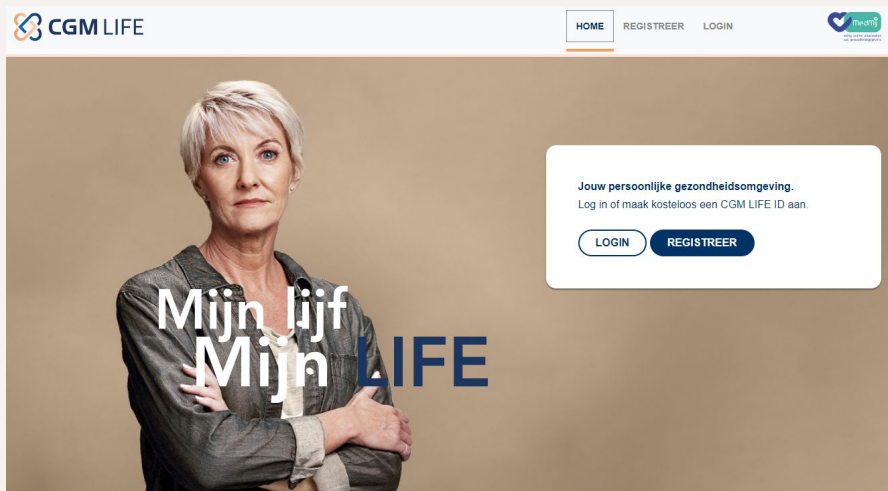 CGM LIFE
HOME
REGISTREER
LOGIN
MedMij
Jouw persoonlijke gezondheidsomgeving.
Log in of maak kosteloos een CGM LIFE ID aan.
LOGIN
REGISTREER
Mijn lijf
Mijn LIFE